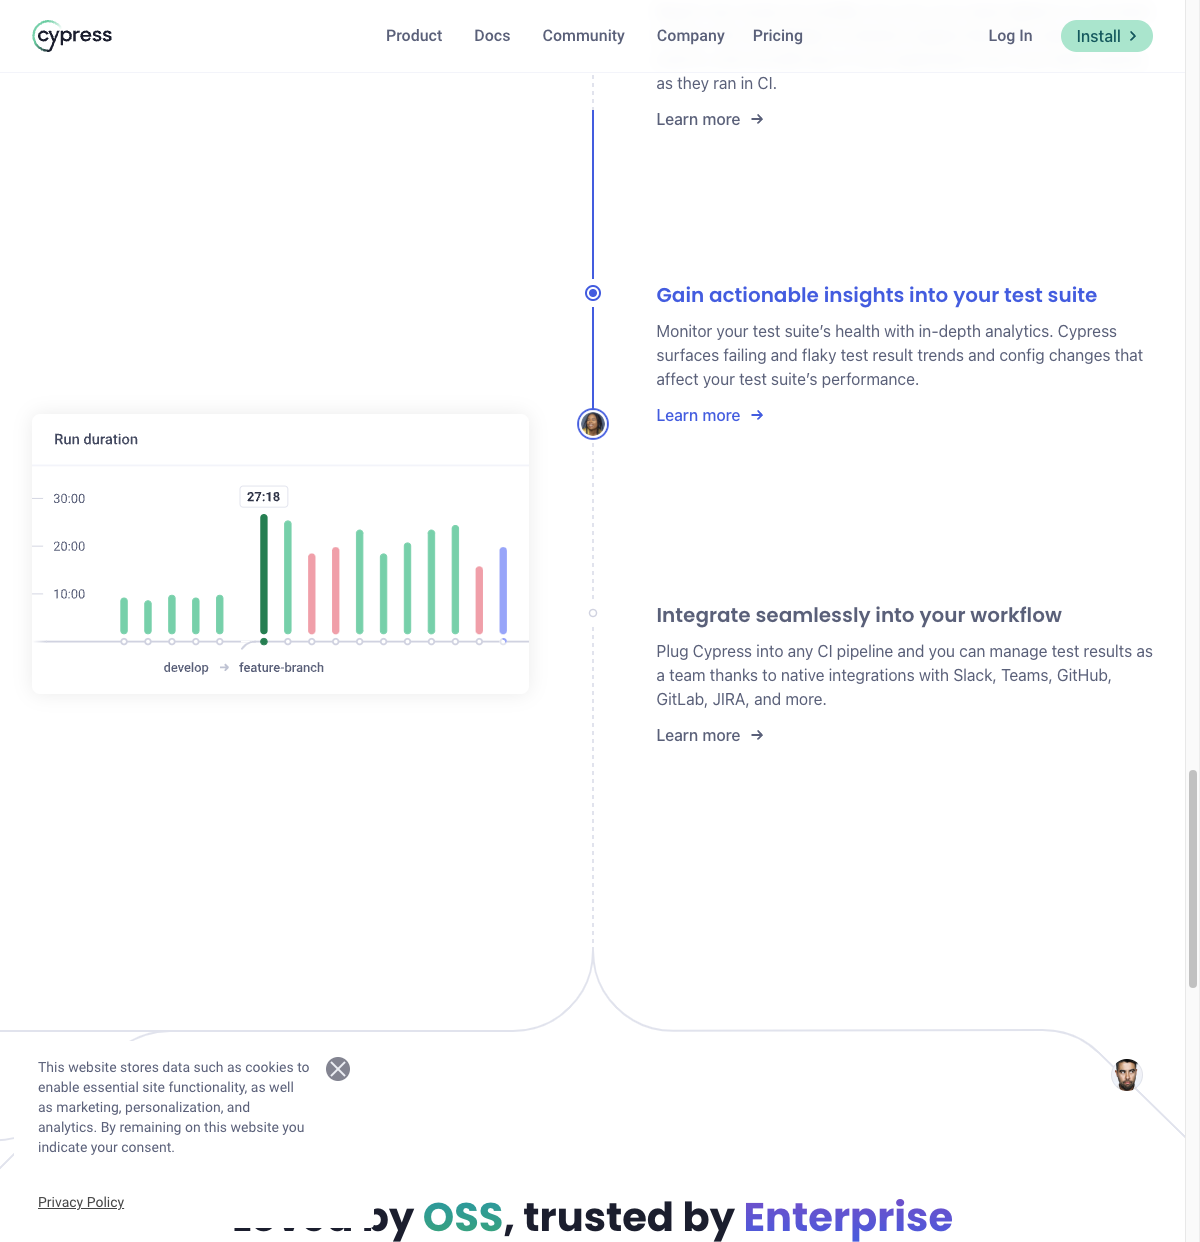 cypress
Product
Docs
Community
Company
Pricing
Log In
Install
as they ran in CI.
Learn more
Gain actionable insights into your test suite
Monitor your test suite's health with in-depth analytics. Cypress
surfaces failing and flaky test result trends and config changes that
affect your test suite's performance.
Learn more
Run duration
30:00
20:00
10:00
27:18
develop
feature-branch
Integrate seamlessly into your workflow
Plug Cypress into any CI pipeline and you can manage test results as
a team thanks to native integrations with Slack, Teams, GitHub,
GitLab, JIRA, and more.
Learn more
This website stores data such as cookies to
enable essential site functionality, as well
as marketing, personalization, and
analytics. By remaining on this website you
indicate your consent.
Privacy Policy
by OSS, trusted by Enterprise